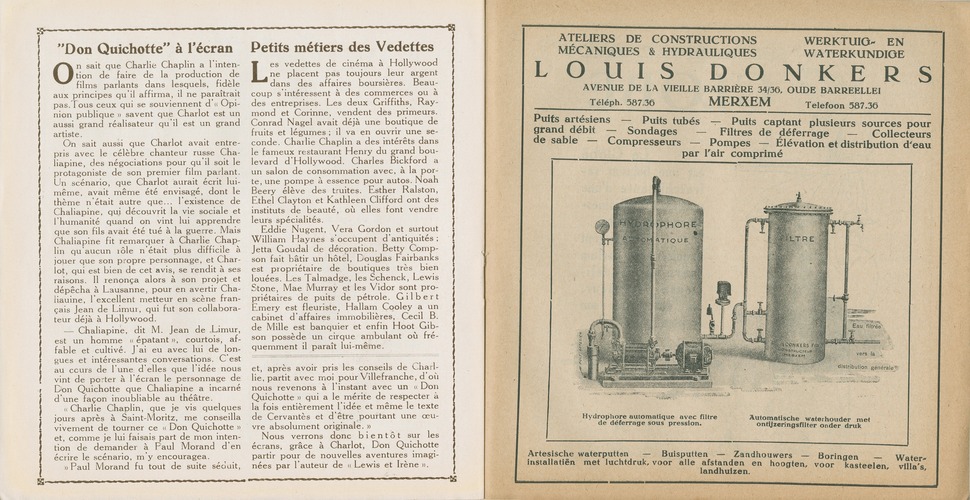 "Don Quichotte" à l'écran
On sait que Charlie Chaplin a l'inten-
tion de faire de la production de
films parlants dans lesquels, fidèle
aux principes qu'il affirma, il ne paraîtrait
pas. Tous ceux qui se souviennent d'« Opi-
nion publique » savent que Charlot est un
aussi grand réalisateur qu'il est un grand
artiste.
On sait aussi que Charlot avait entre-
pris avec le célèbre chanteur russe Cha-
liapine, des négociations pour qu'il soit le
protagoniste de son premier film parlant.
Un scénario, que Charlot aurait écrit lui-
même, avait même été envisagé, dont le
thème n'était autre que... l'existence de
Chaliapine, qui découvrit la vie sociale et
l'humanité quand on vint lui apprendre
que son fils avait été tué à la guerre. Mais
Chaliapine fit remarquer à Charlie Chap-
lin qu'aucun rôle n'était plus difficile à
jouer que son propre personnage, et Char-
lot, qui est bien de cet avis, se rendit à ses
raisons. Il renonça alors à son projet et
dépêcha à Lausanne, pour en avertir Cha-
liauine, l'excellent metteur en scène fran-
çais Jean de Limur, qui fut son collabora-
teur déjà à Hollywood.
— Chaliapine, dit M. Jean de Limur,
est un homme « épatant », courtois, af-
fable et cultivé. J'ai eu avec lui de lon-
gues et intéressantes conversations. C'est
au cours de l'une d'elles que l'idée nous
vint de porter à l'écran le personnage de
Don Quichotte que Chaliapine a incarné
d'une façon inoubliable au théâtre.
« Charlie Chaplin, que je vis quelques
jours après à Saint-Moritz, me conseilla
vivement de tourner ce « Don Quichotte »
et, comme je lui faisais part de mon inten-
tion de demander à Paul Morand d'en
écrire le scénario, m'y encouragea.
» Paul Morand fu tout de suite séduit,
Petits métiers des Vedettes
Les vedettes de cinéma à Hollywood
ne placent pas toujours leur argent
dans des affaires boursières. Beau-
coup s'intéressent à des commerces ou à
des entreprises. Les deux Griffiths, Ray-
mond et Corinne, vendent des primeurs.
Conrad Nagel avait déjà une boutique de
fruits et légumes ; il va en ouvrir une se-
conde. Charlie Chaplin a des intérêts dans
le fameux restaurant Henry du grand bou-
levard d'Hollywood. Charles Bickford a
un salon de consommation avec, à la por-
te, une pompe à essence pour autos. Noah
Beery élève des truites. Esther Ralston,
Ethel Clayton et Kathleen Clifford ont des
instituts de beauté, où elles font vendre
leurs spécialités.
Eddie Nugent, Vera Gordon et surtout
William Haynes s'occupent d'antiquités ;
Jetta Goudal de décoration. Betty Comp-
son fait bâtir un hôtel, Douglas Fairbanks
est propriétaire de boutiques très bien
louées. Les Talmadge, les Schenck, Lewis
Stone, Mae Murray et les Vidor sont pro-
priétaires de puits de pétrole. Gilbert
Emery est fleuriste, Hallam Cooley a un
cabinet d'affaires immobilières, Cecil B.
de Mille est banquier et enfin Hoot Gib-
son possède un cirque ambulant où fré-
quemment il paraît lui-même.
et, après avoir pris les conseils de Charl-
lie, partit avec moi pour Villefranche, d'où
nous revenons à l'instant avec un « Don
Quichotte » qui a le mérite de respecter à
la fois entièrement l'idée et même le texte
de Cervantès et d'être pourtant une œu-
vre absolument originale. »
Nous verrons donc bientôt sur les
écrans, grâce à Charlot, Don Quichotte
partir pour de nouvelles aventures imagi-
nées par l'auteur de « Lewis et Irène ».
ATELIERS DE CONSTRUCTIONS
MÉCANIQUES & HYDRAULIQUES
WERKTUIG- EN
WATERKUNDIGE
LOUIS DONKERS
AVENUE DE LA VIEILLE BARRIÈRE 34/36, OUDE BARREELLEI
Téléph. 587.36 MERXEM Telefoon 587.36
Puits artésiens — Puits tubés — Puits captant plusieurs sources pour
grand débit — Sondages — Filtres de déferrage — Collecteurs
de sable — Compresseurs — Pompes — Élévation et distribution d'eau
par l'air comprimé
HYDROPHORE
AUTOMATIQUE
FILTRE
L. DONKERS
MERXEM
Eau filtrée
vers la
distribution générale
Hydrophore automatique avec filtre
de déferrage sous pression.
Automatische waterhouder met
ontijzeringsfilter onder druk
Artesische waterputten — Buisputten — Zandhouwers — Boringen — Water-
installatiën met luchtdruk, voor alle afstanden en hoogten, voor kasteelen, villa's,
landhuizen.